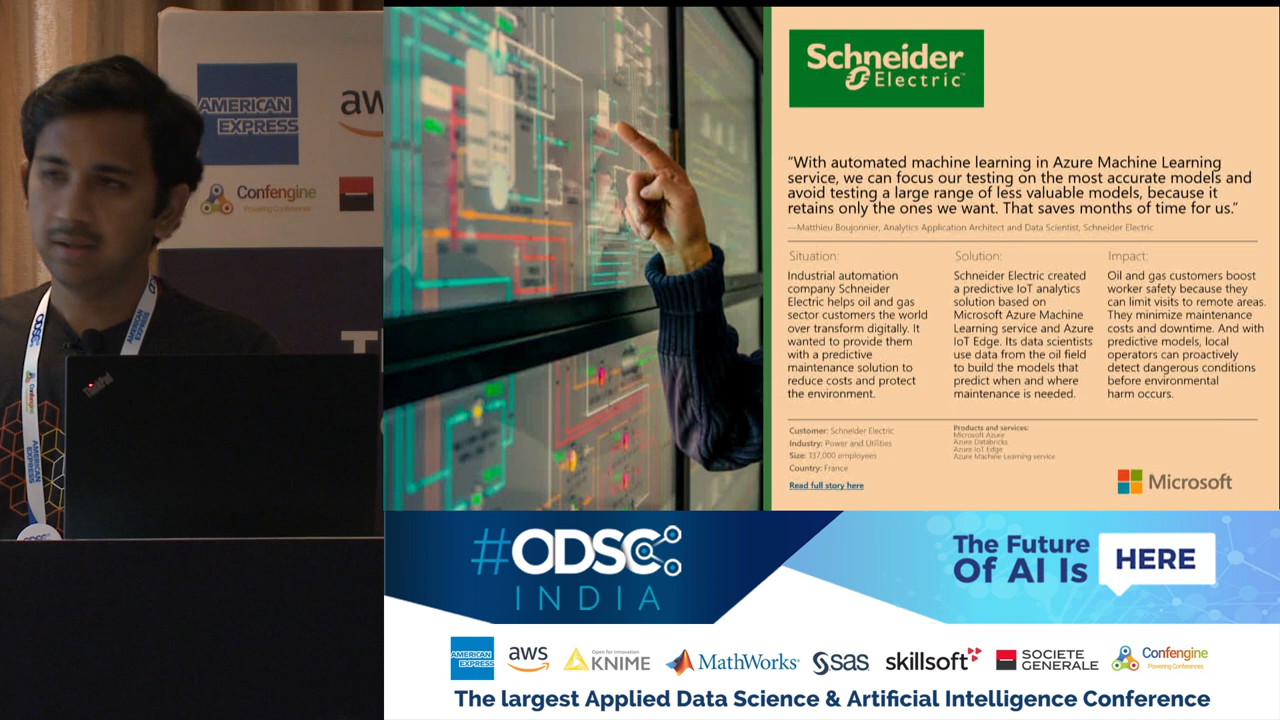 AMERICAN
EXPRESS
aw
Confengine
Powering Conferences
ODSC
AMERICAN
EXPRESS
Confengine
AMERICAN
EXPRESS
ThinkPad
T
Schneider
Electric™
“With automated machine learning in Azure Machine Learning
service, we can focus our testing on the most accurate models and
avoid testing a large range of less valuable models, because it
retains only the ones we want. That saves months of time for us.”
—Matthieu Boujonnier, Analytics Application Architect and Data Scientist, Schneider Electric
Situation:
Industrial automation
company Schneider
Electric helps oil and gas
sector customers the world
over transform digitally. It
wanted to provide them
with a predictive
maintenance solution to
reduce costs and protect
the environment.
Solution:
Schneider Electric created
a predictive IoT analytics
solution based on
Microsoft Azure Machine
Learning service and Azure
IoT Edge. Its data scientists
use data from the oil field
to build the models that
predict when and where
maintenance is needed.
Impact:
Oil and gas customers boost
worker safety because they
can limit visits to remote areas.
They minimize maintenance
costs and downtime. And with
predictive models, local
operators can proactively
detect dangerous conditions
before environmental
harm occurs.
Customer: Schneider Electric
Industry: Power and Utilities
Size: 137,000 employees
Country: France
Read full story here
Products and services:
Microsoft Azure
Azure Databricks
Azure IoT Edge
Azure Machine Learning service
Microsoft
#ODSC
INDIA
The Future
Of AI Is
HERE
AMERICAN
EXPRESS
aws
Open for Innovation
KNIME
MathWorks®
sas
skillsoft
SOCIETE
GENERALE
Confengine
Powering Conferences
The largest Applied Data Science & Artificial Intelligence Conference